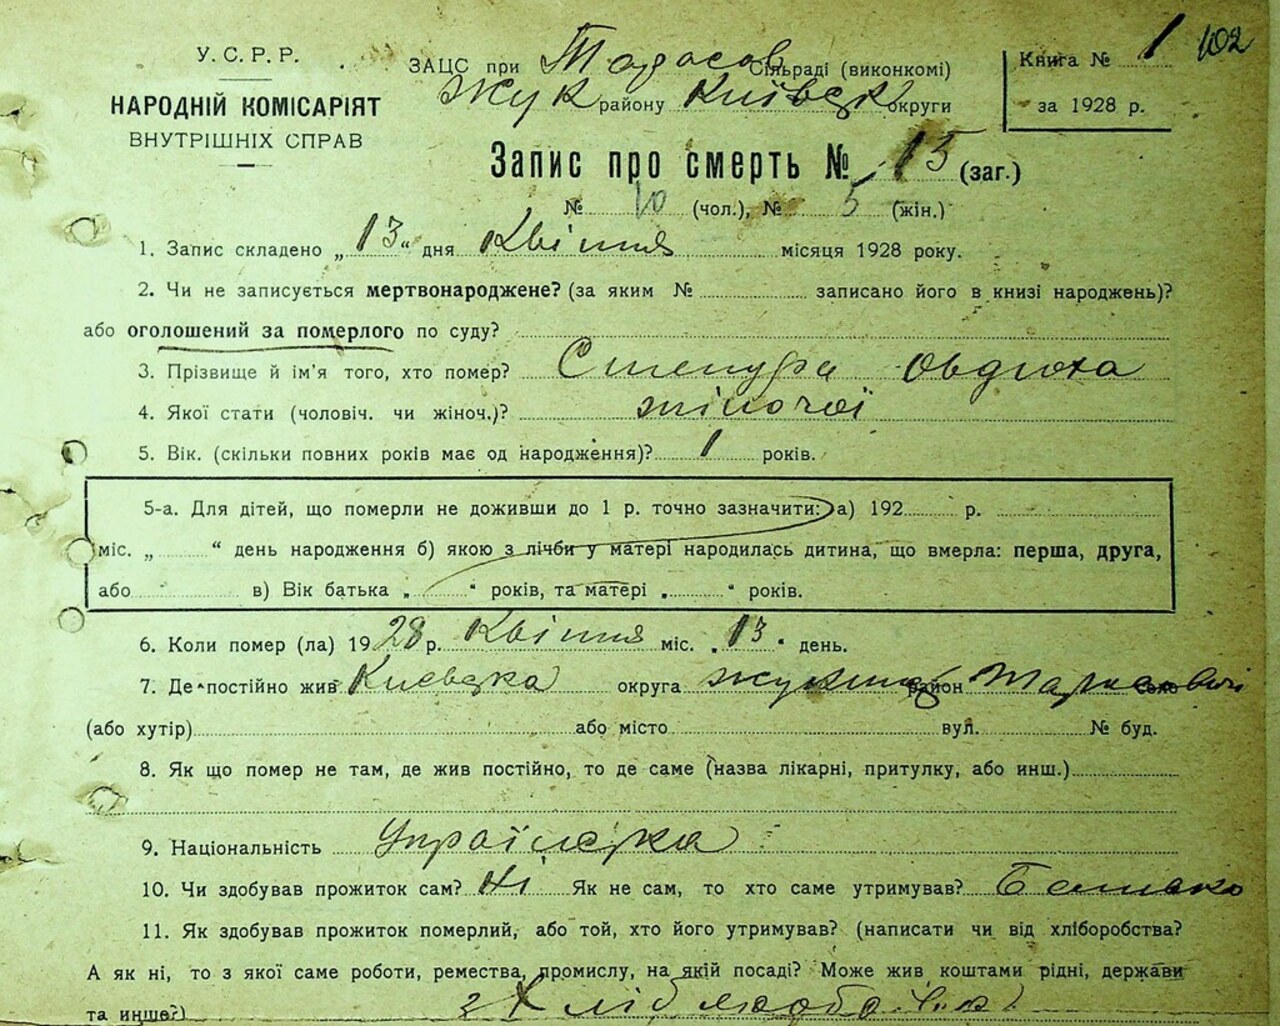 У.С.Р.Р.
НАРОДНІЙ КОМІСАРІЯТ
ВНУТРІШНІХ СПРАВ
ЗАЦС при Сільраді (виконкомі)
Жук району Київськ округи
Книга № 1 102
за 1928 р.
Запис про смерть № 15 (заг.)
№ 10 (чол.), № 5 (жін.)
1. Запис складено „13“ дня Квітня місяця 1928 року.
2. Чи не записується мертвонароджене? (за яким № записано його в книзі народжень)?
або оголошений за померлого по суду?
3. Прізвище й ім'я того, хто помер? Степура Овдюха
4. Якої стати (чоловіч. чи жіноч.)? жіночої
5. Вік. (скільки повних років має од народження)? 1 років.
5-а. Для дітей, що померли не доживши до 1 р. точно зазначити: а) 192 р.
міс. „ “ день народження б) якою з лічби у матері народилась дитина, що вмерла: перша, друга,
або в) Вік батька „ “ років, та матері „ “ років.
6. Коли помер (ла) 1928 р. Квітня міс. „13“ день.
7. Де постійно жив Киевска округа район село
(або хутір) або місто вул. № буд.
8. Як що помер не там, де жив постійно, то де саме (назва лікарні, притулку, або инш.)
9. Національність Українка
10. Чи здобував прожиток сам? Ні Як не сам, то хто саме утримував? Батько
11. Як здобував прожиток померлий, або той, хто його утримував? (написати чи від хліборобства?
А як ні, то з якої саме роботи, ремества, промислу, на якій посаді? Може жив коштами рідні, держави
та инше?)